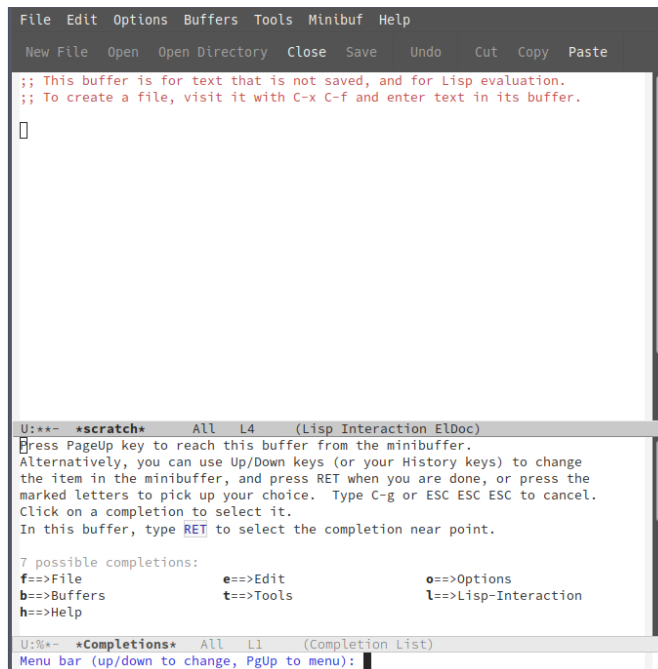 File Edit Options Buffers Tools Minibuf Help
New File Open Open Directory Close Save Undo Cut Copy Paste
;; This buffer is for text that is not saved, and for Lisp evaluation.
;; To create a file, visit it with C-x C-f and enter text in its buffer.
U:**- *scratch* All L4 (Lisp Interaction ElDoc)
Press PageUp key to reach this buffer from the minibuffer.
Alternatively, you can use Up/Down keys (or your History keys) to change
the item in the minibuffer, and press RET when you are done, or press the
marked letters to pick up your choice. Type C-g or ESC ESC ESC to cancel.
Click on a completion to select it.
In this buffer, type RET to select the completion near point.
7 possible completions:
f==>File e==>Edit o==>Options
b==>Buffers t==>Tools l==>Lisp-Interaction
h==>Help
U:%*- *Completions* All L1 (Completion List)
Menu bar (up/down to change, PgUp to menu):